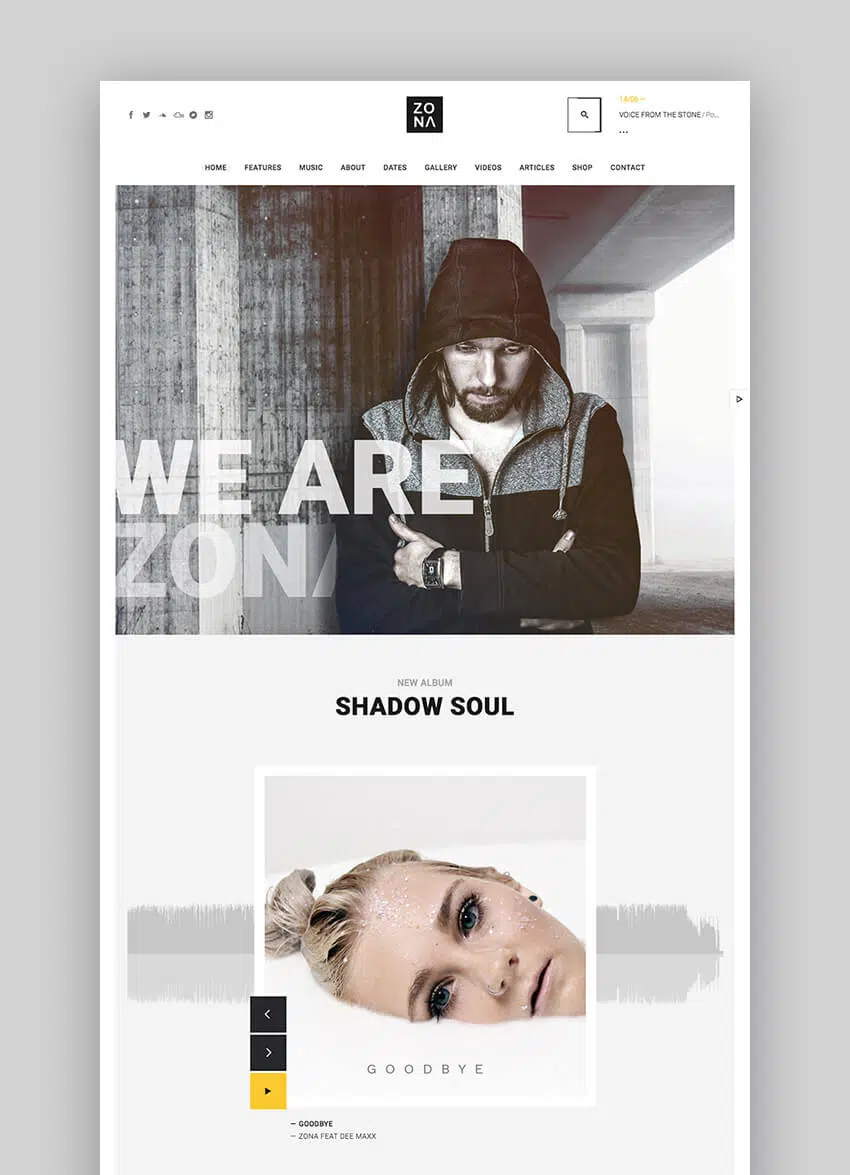 ZO
NA
14/06 —
VOICE FROM THE STONE / Po...
HOME FEATURES MUSIC ABOUT DATES GALLERY VIDEOS ARTICLES SHOP CONTACT
WE ARE
ZONA
NEW ALBUM
SHADOW SOUL
GOODBYE
— GOODBYE
— ZONA FEAT DEE MAXX